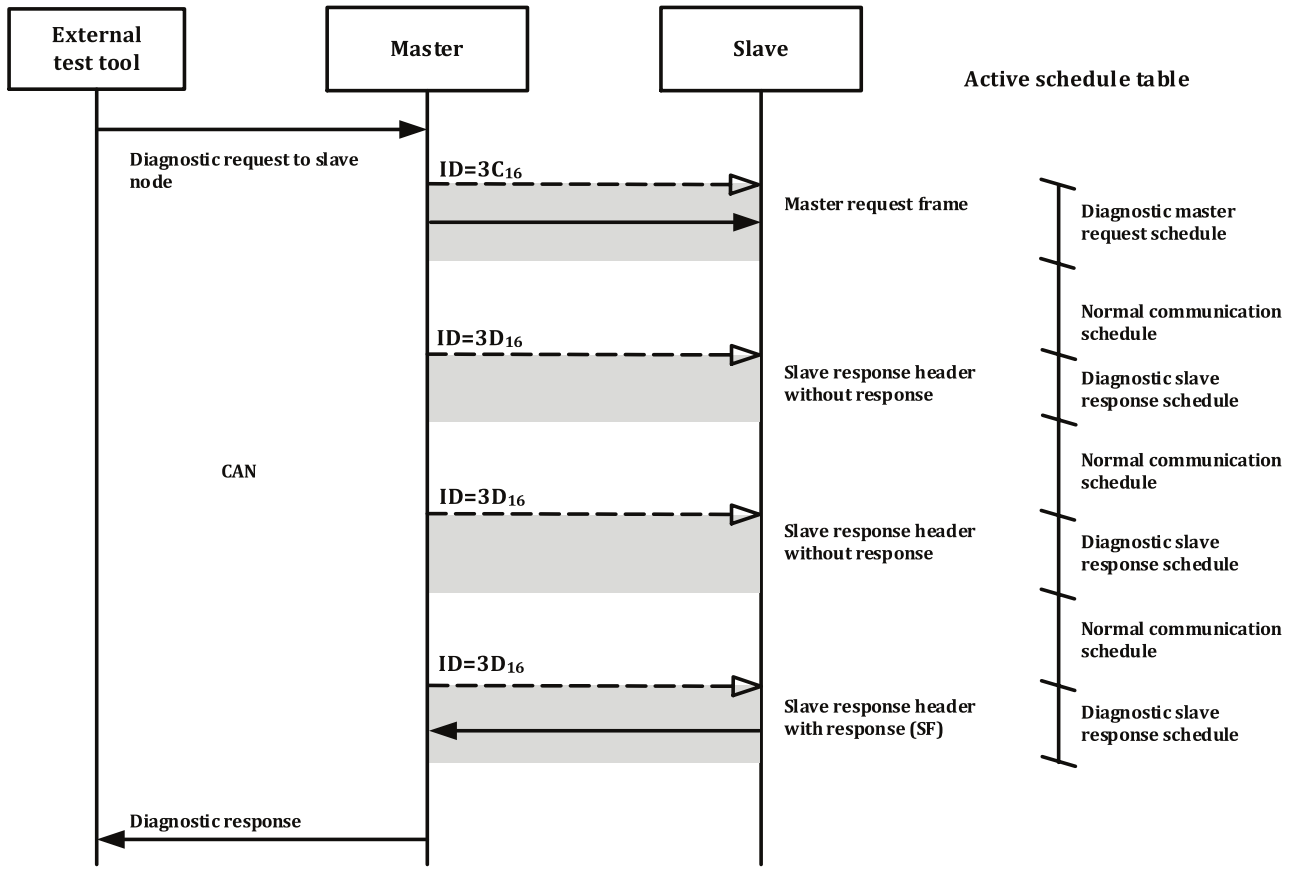 External
test tool
Master
Slave
Active schedule table
Diagnostic request to slave
node
ID=3C₁₆
Master request frame
Diagnostic master
request schedule
Normal communication
schedule
ID=3D₁₆
Slave response header
without response
Diagnostic slave
response schedule
CAN
Normal communication
schedule
ID=3D₁₆
Slave response header
without response
Diagnostic slave
response schedule
Normal communication
schedule
ID=3D₁₆
Slave response header
with response (SF)
Diagnostic slave
response schedule
Diagnostic response